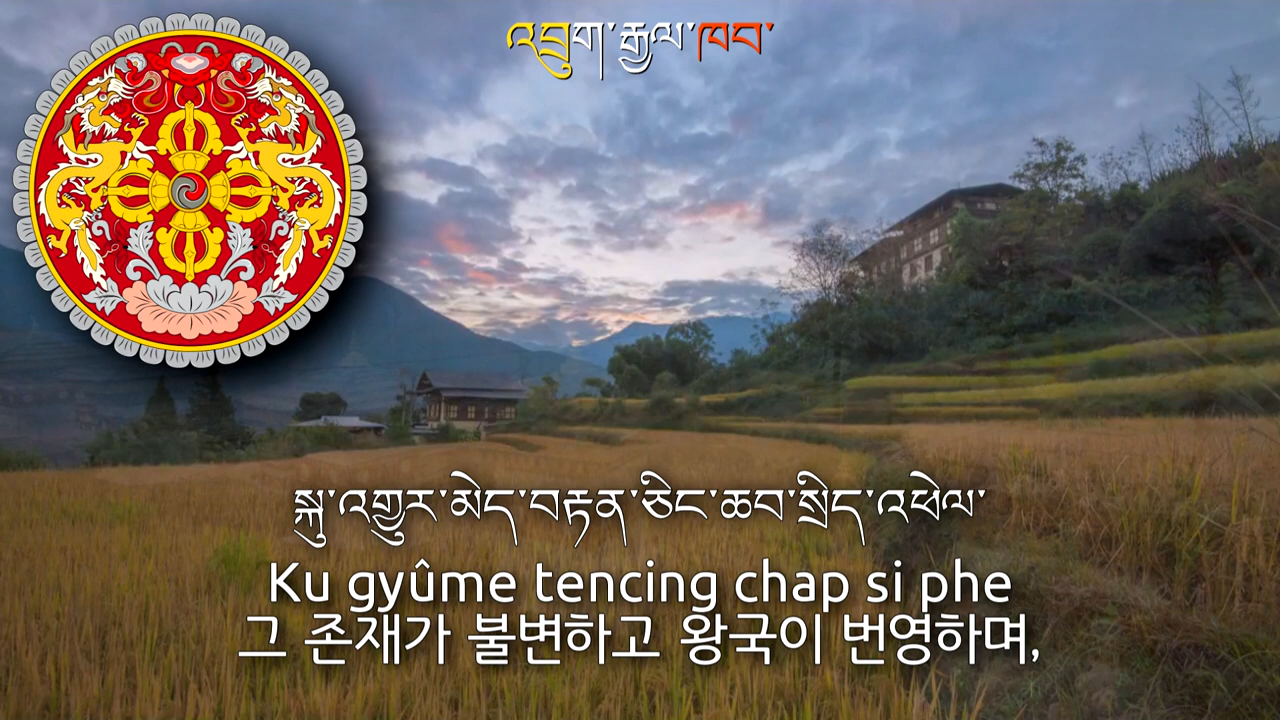 འབྲུག་རྒྱལ་ཁབ་
སྐུ་འགྱུར་མེད་བརྟན་ཅིང་ཆབ་སྲིད་འཕེལ་
Ku gyûme tencing chap si phe
그 존재가 불변하고 왕국이 번영하며,